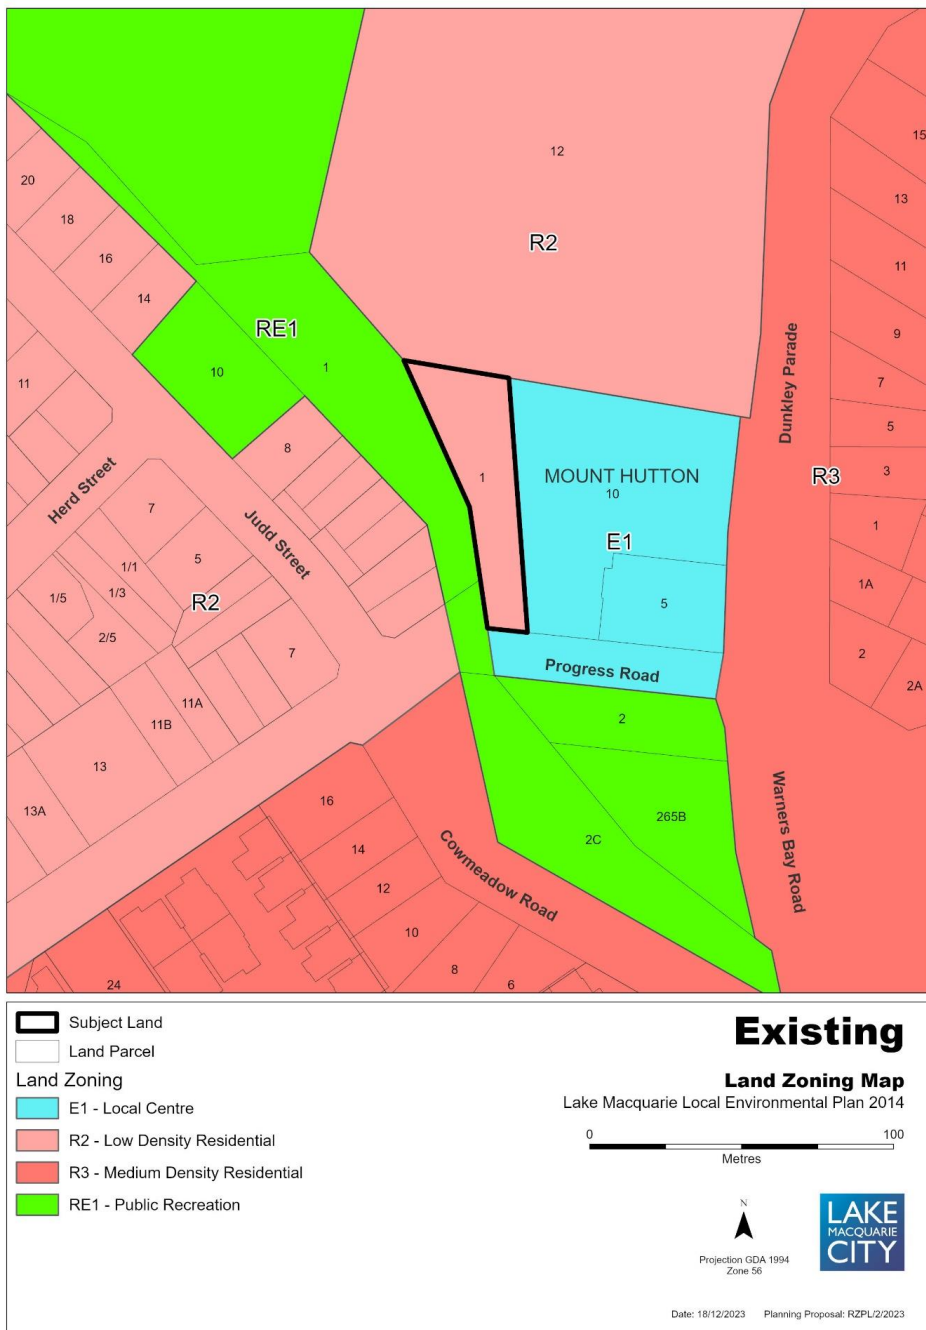 12
R2
15
20
13
18
16
11
14
RE1
9
1
10
Dunkley Parade
7
11
5
8
3
1
MOUNT HUTTON
R3
10
Herd Street
7
Judd Street
1
E1
5
1/1
1A
1/5
1/3
R2
5
2/5
7
2
Progress Road
11A
2A
11B
2
13
16
265B
13A
2C
14
Warners Bay Road
12
Cowmeadow Road
10
8
24
6
Subject Land
Land Parcel
Land Zoning
E1 - Local Centre
R2 - Low Density Residential
R3 - Medium Density Residential
RE1 - Public Recreation
Existing
Land Zoning Map
Lake Macquarie Local Environmental Plan 2014
0 100
Metres
N
Projection GDA 1994
Zone 56
LAKE
MACQUARIE
CITY
Date: 18/12/2023 Planning Proposal: RZPL/2/2023